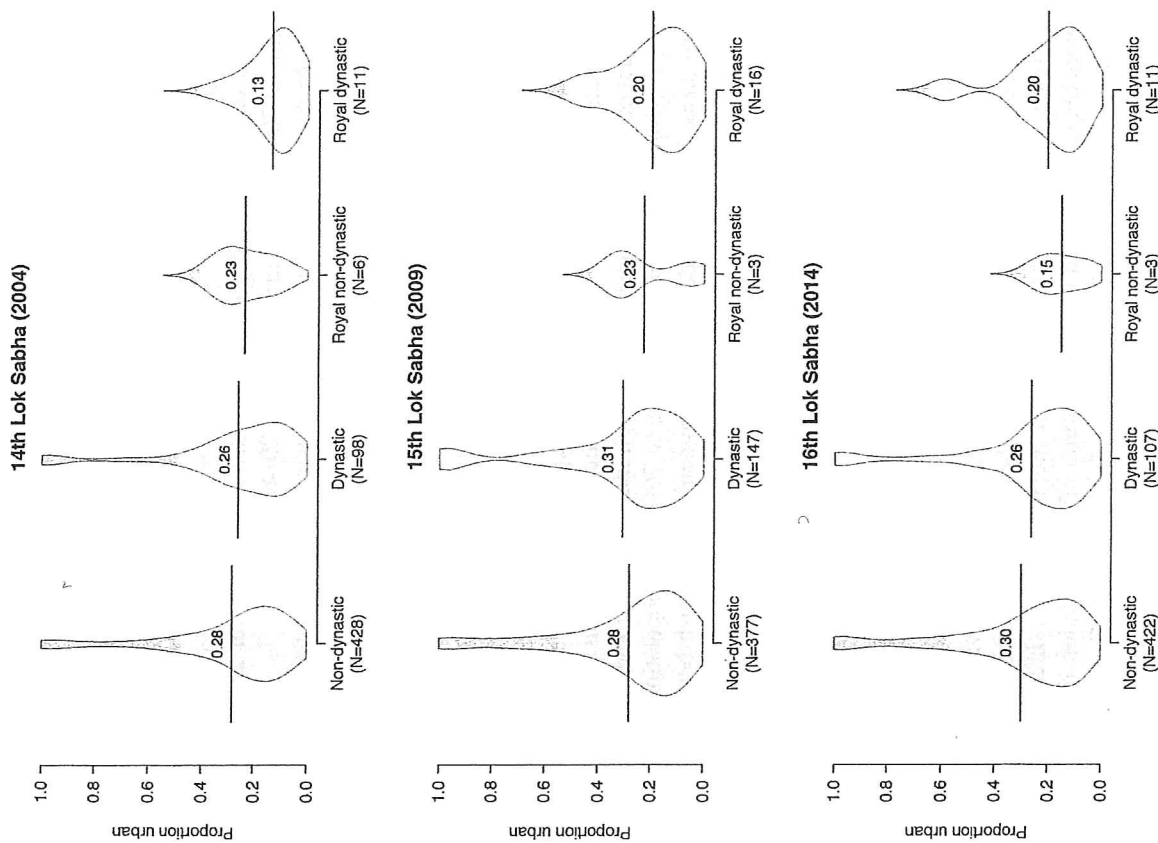 14th Lok Sabha (2004)
Proportion urban
1.0
0.8
0.6
0.4
0.2
0.0
0.28
0.26
0.23
0.13
Non-dynastic
(N=428)
Dynastic
(N=98)
Royal non-dynastic
(N=6)
Royal dynastic
(N=11)
15th Lok Sabha (2009)
Proportion urban
1.0
0.8
0.6
0.4
0.2
0.0
0.28
0.31
0.23
0.20
Non-dynastic
(N=377)
Dynastic
(N=147)
Royal non-dynastic
(N=3)
Royal dynastic
(N=16)
16th Lok Sabha (2014)
Proportion urban
1.0
0.8
0.6
0.4
0.2
0.0
0.30
0.26
0.15
0.20
Non-dynastic
(N=422)
Dynastic
(N=107)
Royal non-dynastic
(N=3)
Royal dynastic
(N=11)